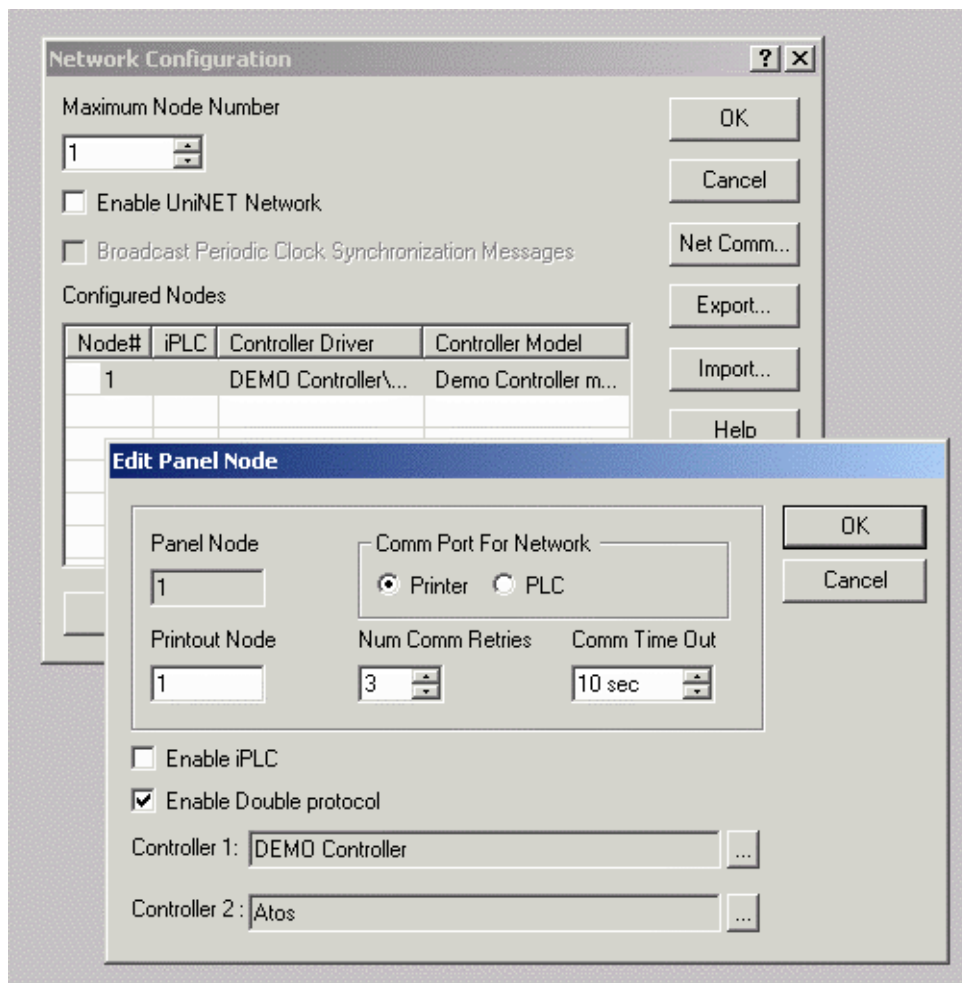 Network Configuration
Maximum Node Number
1
Enable UniNET Network
Broadcast Periodic Clock Synchronization Messages
Configured Nodes
Node# iPLC Controller Driver Controller Model
1 DEMO Controller\... Demo Controller m...
OK
Cancel
Net Comm...
Export...
Import...
Help
Edit Panel Node
Panel Node
1
Comm Port For Network
Printer PLC
Printout Node
1
Num Comm Retries
3
Comm Time Out
10 sec
OK
Cancel
Enable iPLC
Enable Double protocol
Controller 1: DEMO Controller ...
Controller 2 : Atos ...